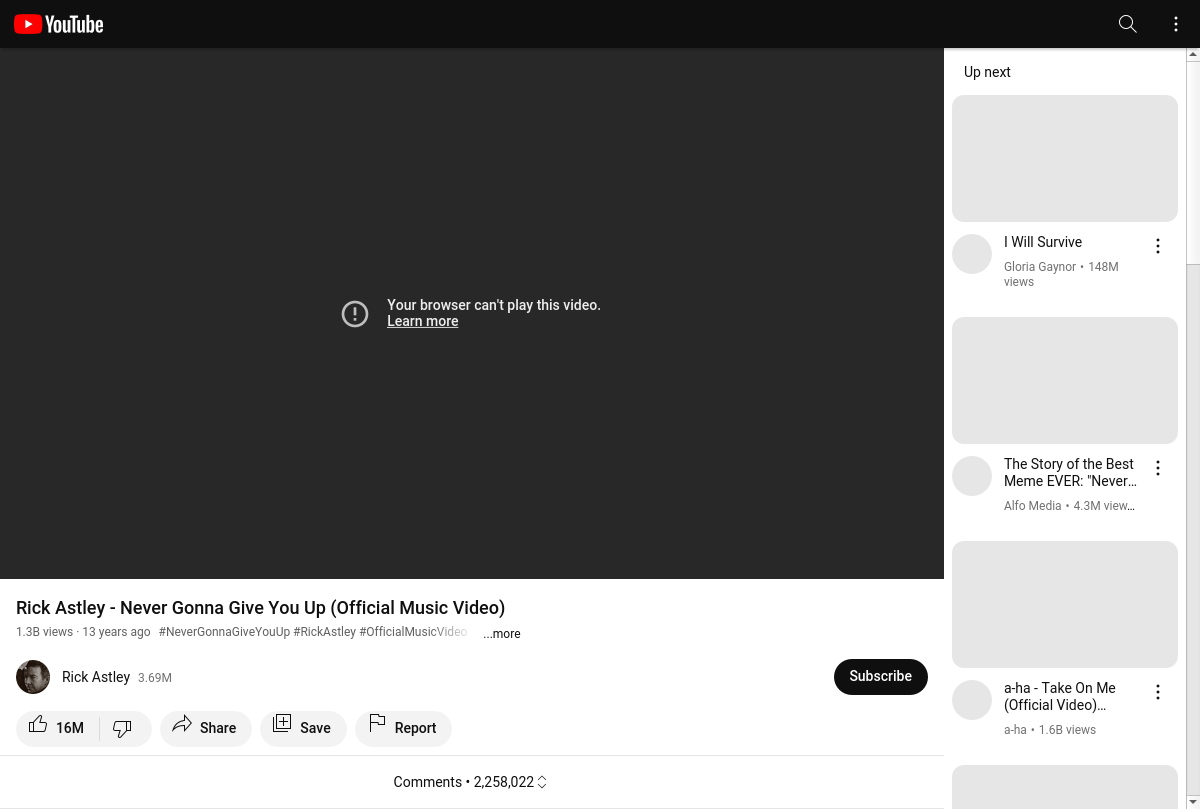 YouTube
Your browser can't play this video.
Learn more
Rick Astley - Never Gonna Give You Up (Official Music Video)
1.3B views · 13 years ago #NeverGonnaGiveYouUp #RickAstley #OfficialMusicVideo ...more
Rick Astley 3.69M
Subscribe
16M
Share
Save
Report
Comments • 2,258,022
Up next
I Will Survive
Gloria Gaynor • 148M
views
The Story of the Best
Meme EVER: "Never...
Alfo Media • 4.3M view...
a-ha - Take On Me
(Official Video)...
a-ha • 1.6B views